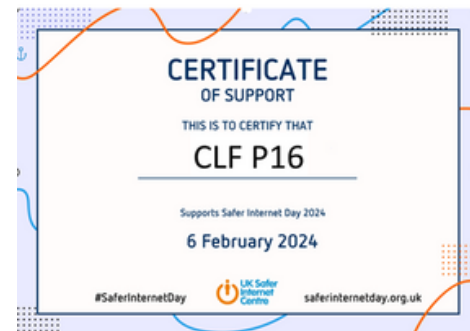 CERTIFICATE
OF SUPPORT
THIS IS TO CERTIFY THAT
CLF P16
Supports Safer Internet Day 2024
6 February 2024
#SaferInternetDay
UK Safer
Internet
Centre
saferinternetday.org.uk